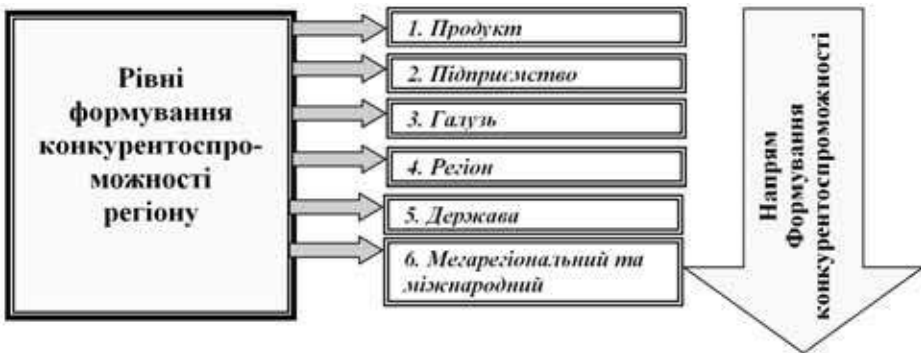 Рівні
формування
конкурентоспро-
можності
регіону
1. Продукт
2. Підприємство
3. Галузь
4. Регіон
5. Держава
6. Мегарегіональний та
міжнародний
Напрям
Формування
конкурентоспроможності